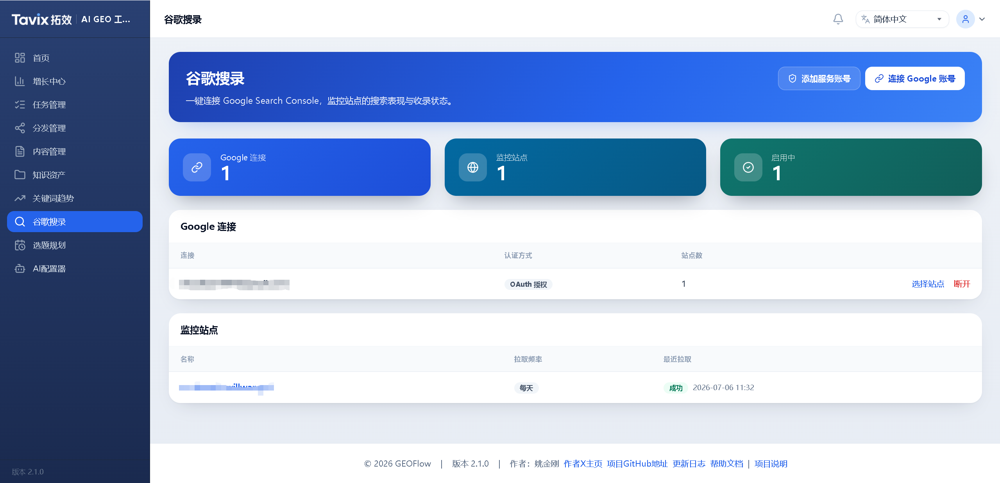 Tavix 拓效 AI GEO 工...
谷歌搜录
简体中文
首页
增长中心
任务管理
分发管理
内容管理
知识资产
关键词趋势
谷歌搜录
选题规划
AI配置器
版本 2.1.0
谷歌搜录
一键连接 Google Search Console，监控站点的搜索表现与收录状态。
添加服务账号
连接 Google 账号
Google 连接
1
监控站点
1
启用中
1
Google 连接
连接 认证方式 站点数
OAuth 授权 1 选择站点 断开
监控站点
名称 拉取频率 最近拉取
每天 成功 2026-07-06 11:32
© 2026 GEOFlow | 版本 2.1.0 | 作者：姚金刚 作者X主页 项目GitHub地址 更新日志 帮助文档 | 项目说明